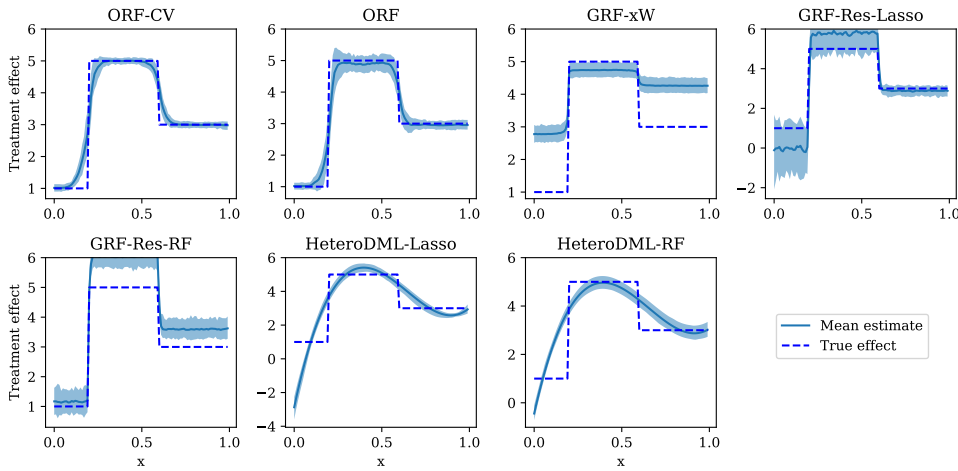 ORF-CV
ORF
GRF-xW
GRF-Res-Lasso
Treatment effect
6
5
4
3
2
1
0.0 0.5 1.0
6
5
4
3
2
1
0.0 0.5 1.0
6
5
4
3
2
1
0.0 0.5 1.0
6
4
2
0
−2
0.0 0.5 1.0
GRF-Res-RF
HeteroDML-Lasso
HeteroDML-RF
Treatment effect
6
5
4
3
2
1
0.0 0.5 1.0
x
6
4
2
0
−2
−4
0.0 0.5 1.0
x
6
4
2
0
0.0 0.5 1.0
x
Mean estimate
True effect